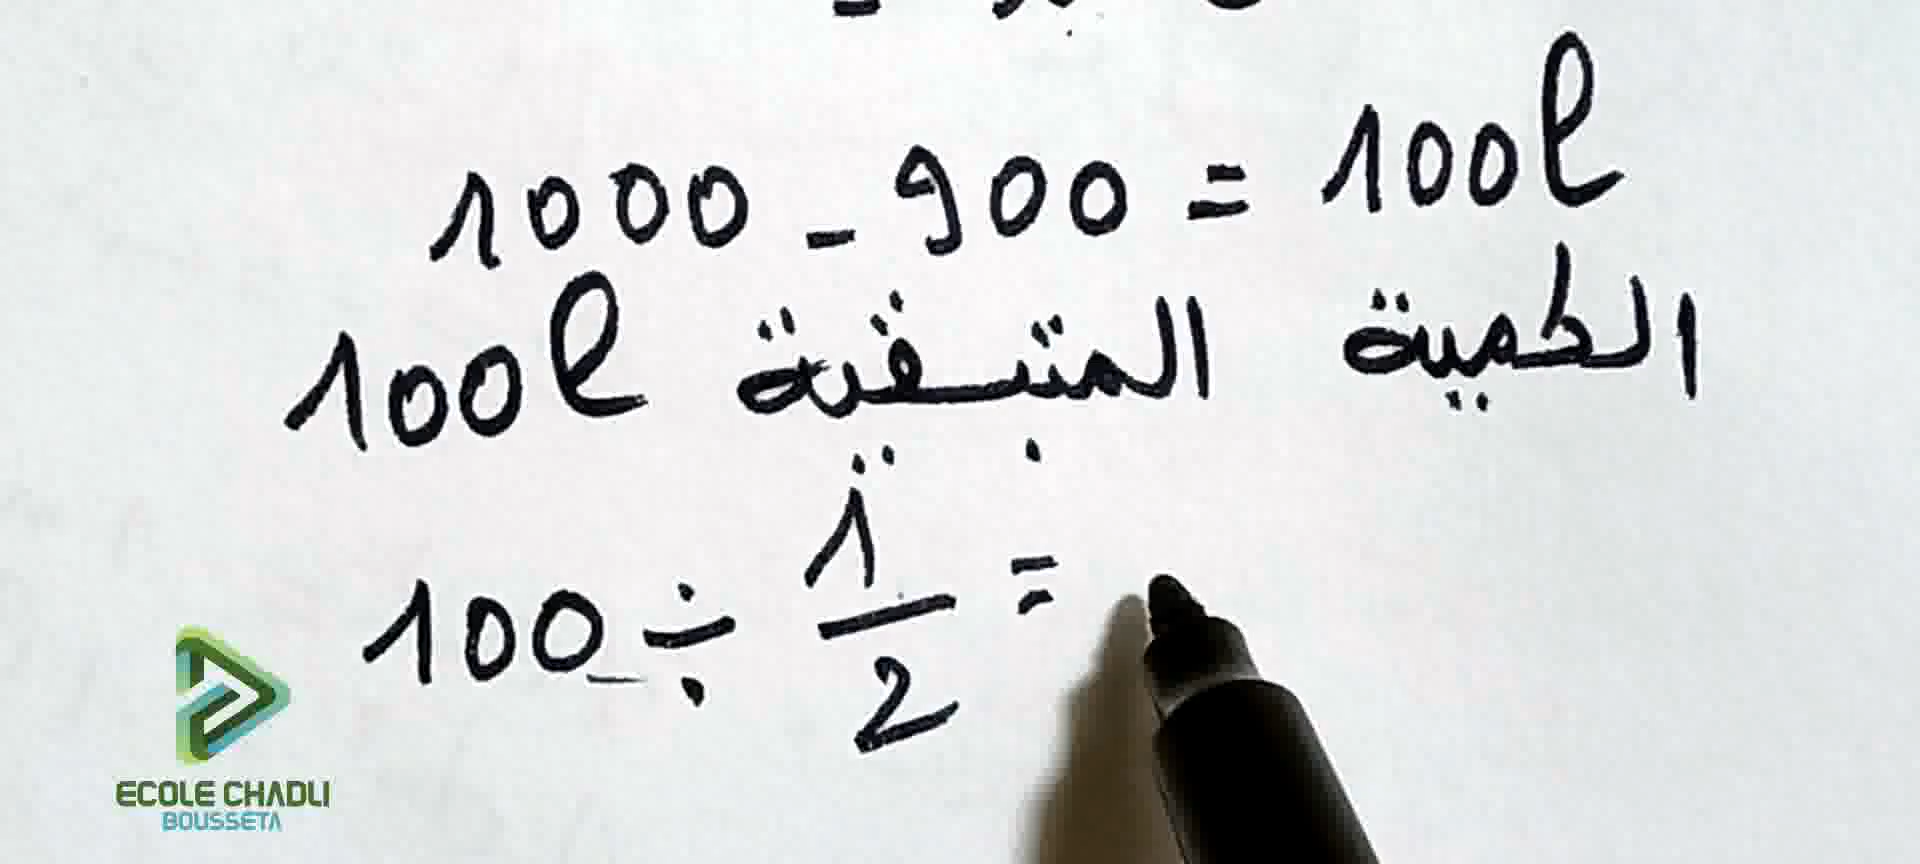 1000 - 900 = 100l
الكمية المتبقية 100l
100 ÷ 1/2 =
ECOLE CHADLI
BOUSSETA